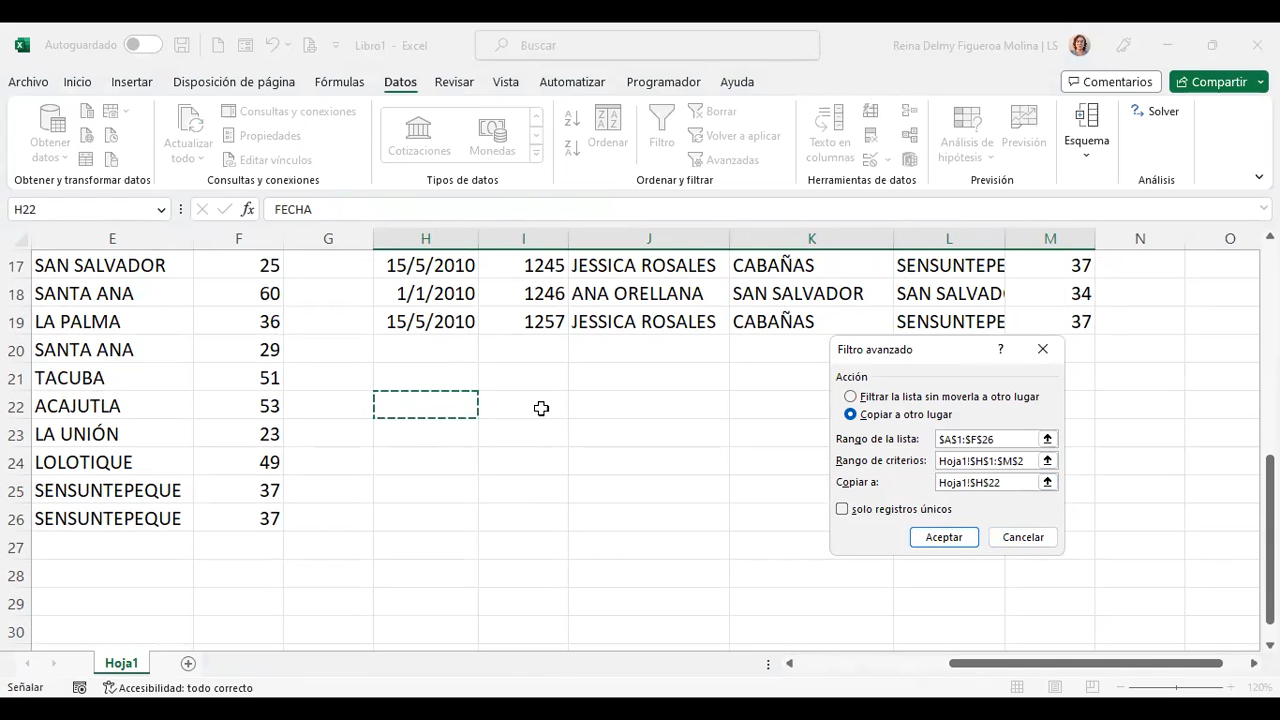 Autoguardado
Libro1 - Excel
Buscar
Reina Delmy Figueroa Molina | LS
Archivo Inicio Insertar Disposición de página Fórmulas Datos Revisar Vista Automatizar Programador Ayuda
Comentarios
Compartir
Obtener datos
Actualizar todo
Consultas y conexiones
Propiedades
Editar vínculos
Cotizaciones
Monedas
Ordenar
Filtro
Borrar
Volver a aplicar
Avanzadas
Texto en columnas
Análisis de hipótesis
Previsión
Esquema
Solver
Obtener y transformar datos
Consultas y conexiones
Tipos de datos
Ordenar y filtrar
Herramientas de datos
Previsión
Análisis
H22
fx
FECHA
E F G H I J K L M N O
17 SAN SALVADOR 25 15/5/2010 1245 JESSICA ROSALES CABAÑAS SENSUNTEPE 37
18 SANTA ANA 60 1/1/2010 1246 ANA ORELLANA SAN SALVADOR SAN SALVAD 34
19 LA PALMA 36 15/5/2010 1257 JESSICA ROSALES CABAÑAS SENSUNTEPE 37
20 SANTA ANA 29
21 TACUBA 51
22 ACAJUTLA 53
23 LA UNIÓN 23
24 LOLOTIQUE 49
25 SENSUNTEPEQUE 37
26 SENSUNTEPEQUE 37
27
28
29
30
Filtro avanzado ?
Acción
Filtrar la lista sin moverla a otro lugar
Copiar a otro lugar
Rango de la lista: $A$1:$F$26
Rango de criterios: Hoja1!$H$1:$M$2
Copiar a: Hoja1!$H$22
Solo registros únicos
Aceptar Cancelar
Hoja1
Señalar
Accesibilidad: todo correcto
120%